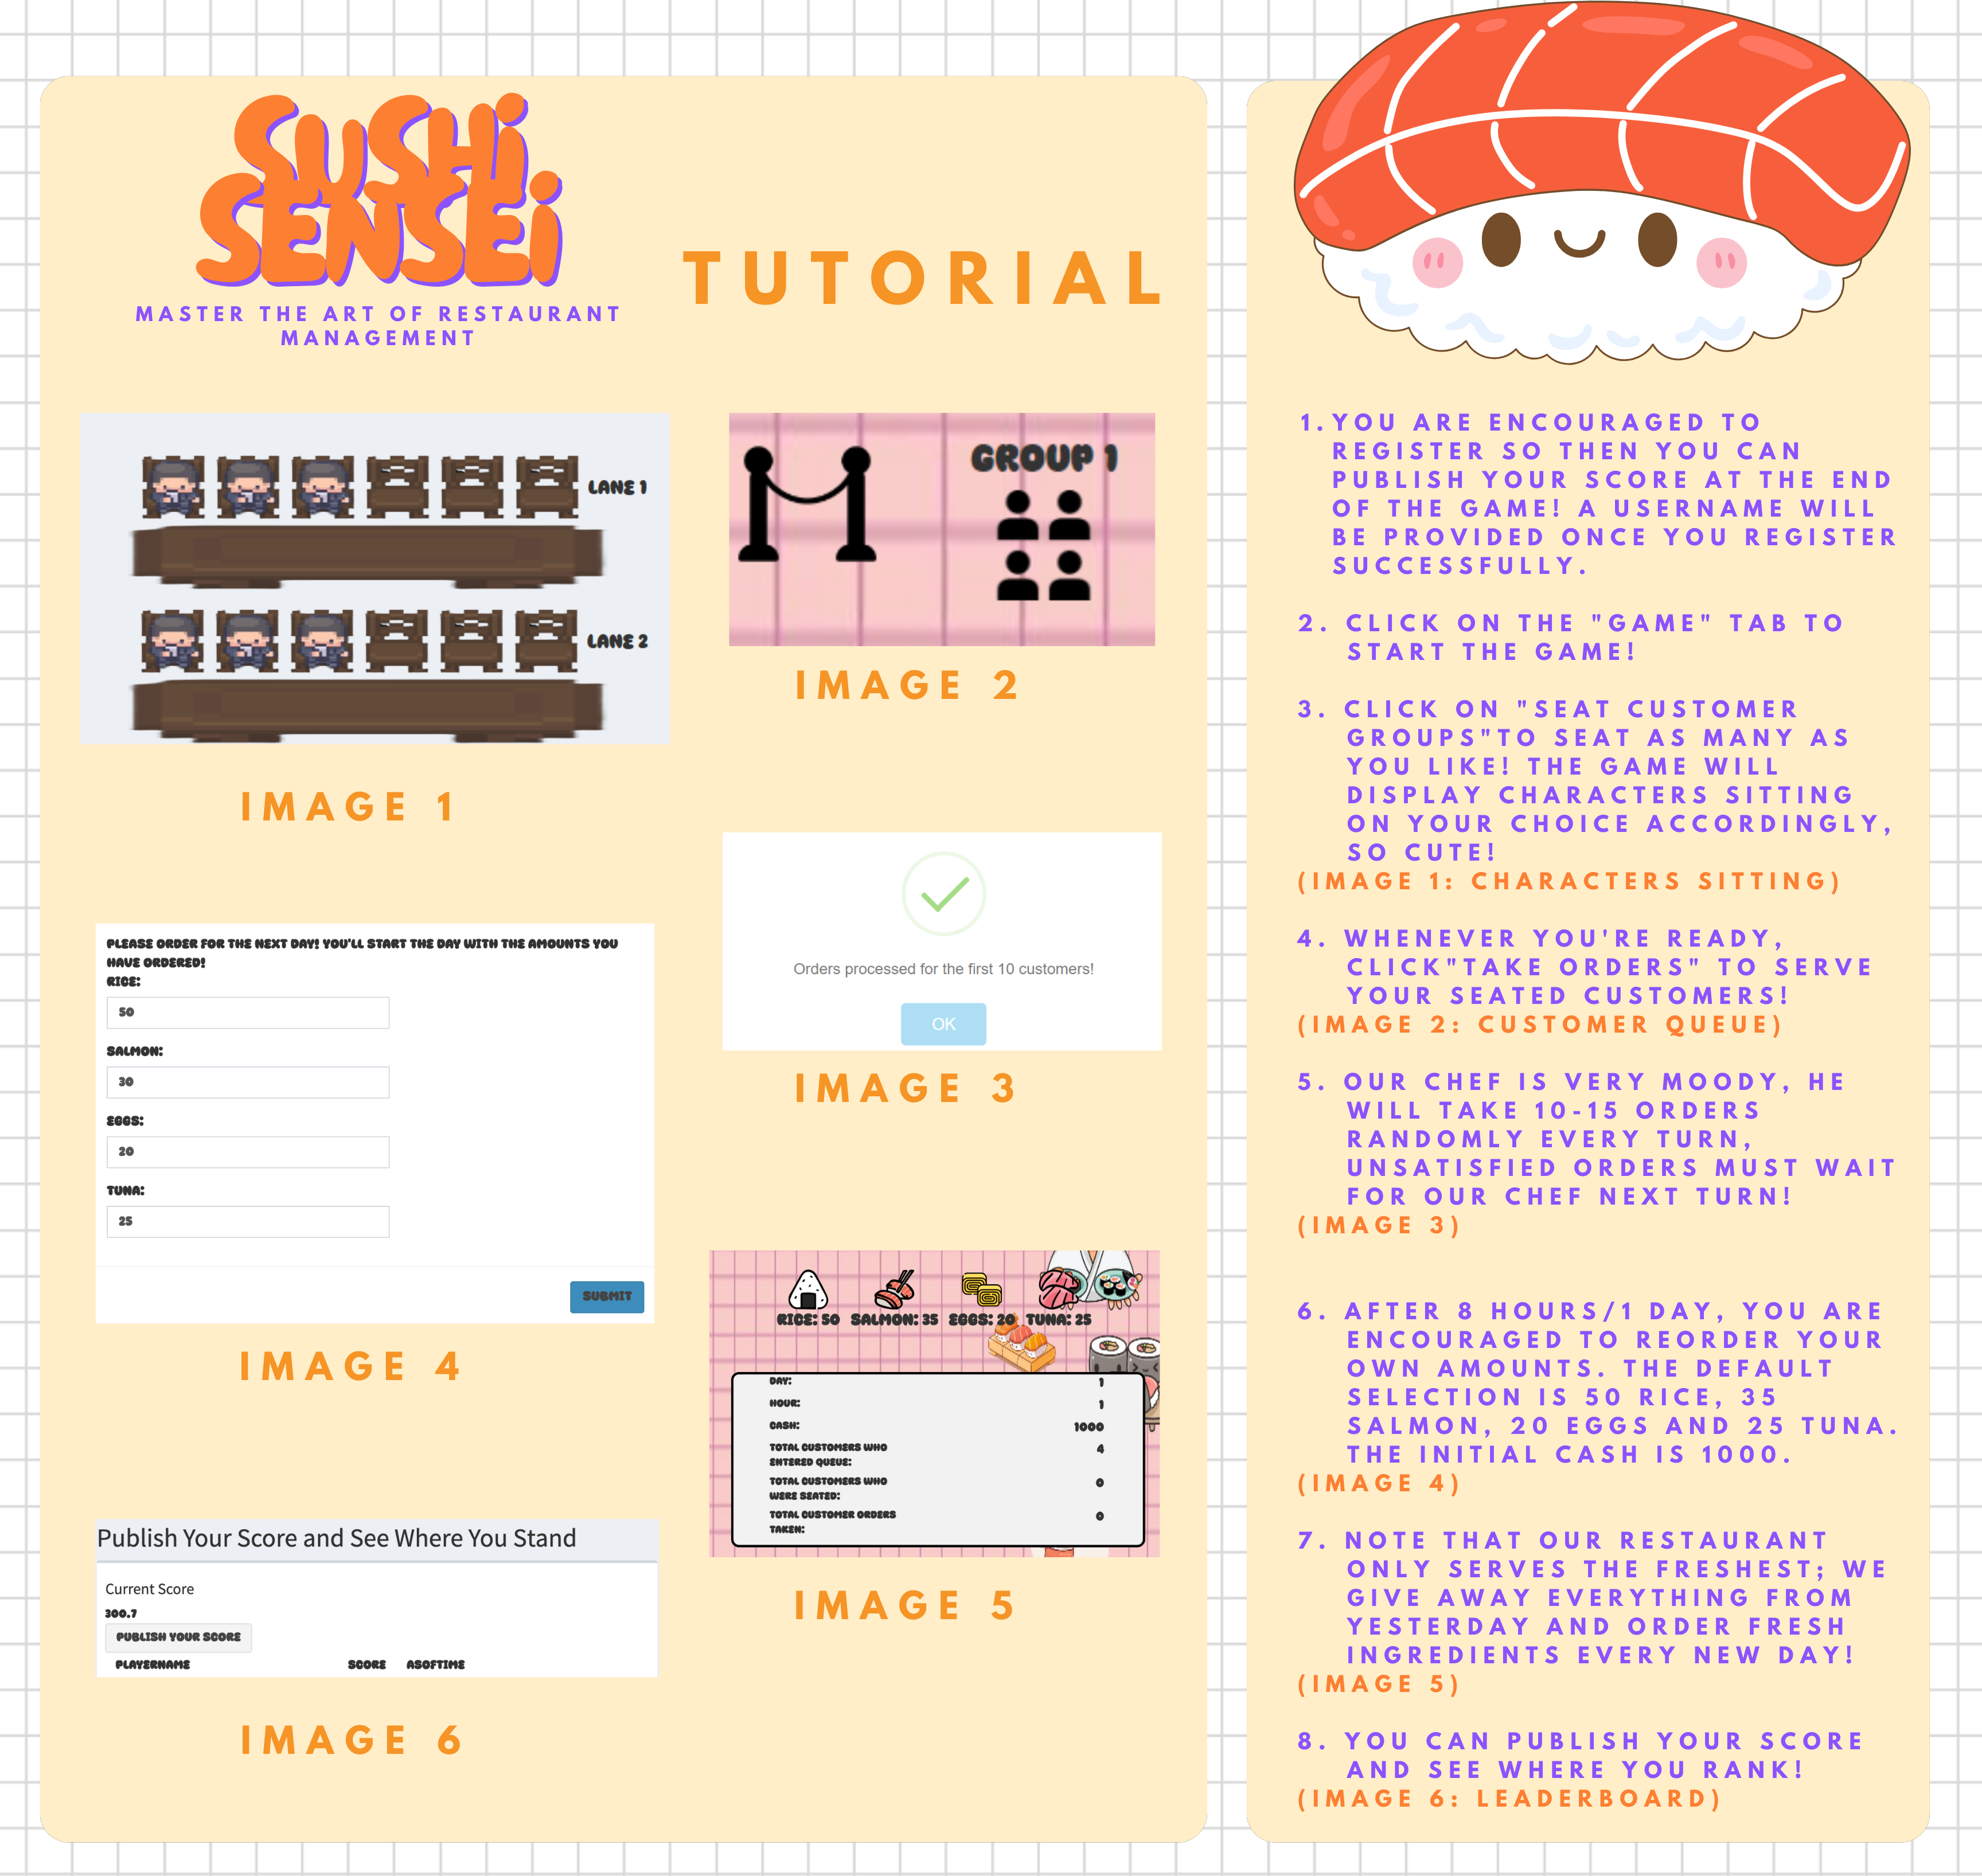 SUSHi
SENSEi
MASTER THE ART OF RESTAURANT
MANAGEMENT
TUTORIAL
LANE 1
LANE 2
IMAGE 1
GROUP 1
IMAGE 2
Orders processed for the first 10 customers!
OK
IMAGE 3
PLEASE ORDER FOR THE NEXT DAY! YOU'LL START THE DAY WITH THE AMOUNTS YOU
HAVE ORDERED!
RICE:
50
SALMON:
30
EGGS:
20
TUNA:
25
SUBMIT
IMAGE 4
RICE: 50 SALMON: 35 EGGS: 20 TUNA: 25
DAY: 1
HOUR: 1
CASH: 1000
TOTAL CUSTOMERS WHO 4
ENTERED QUEUE:
TOTAL CUSTOMERS WHO 0
WERE SEATED:
TOTAL CUSTOMER ORDERS 0
TAKEN:
IMAGE 5
Publish Your Score and See Where You Stand
Current Score
300.7
PUBLISH YOUR SCORE
PLAYERNAME SCORE ASOFTIME
IMAGE 6
1. YOU ARE ENCOURAGED TO
REGISTER SO THEN YOU CAN
PUBLISH YOUR SCORE AT THE END
OF THE GAME! A USERNAME WILL
BE PROVIDED ONCE YOU REGISTER
SUCCESSFULLY.
2. CLICK ON THE "GAME" TAB TO
START THE GAME!
3. CLICK ON "SEAT CUSTOMER
GROUPS"TO SEAT AS MANY AS
YOU LIKE! THE GAME WILL
DISPLAY CHARACTERS SITTING
ON YOUR CHOICE ACCORDINGLY,
SO CUTE!
(IMAGE 1: CHARACTERS SITTING)
4. WHENEVER YOU'RE READY,
CLICK"TAKE ORDERS" TO SERVE
YOUR SEATED CUSTOMERS!
(IMAGE 2: CUSTOMER QUEUE)
5. OUR CHEF IS VERY MOODY, HE
WILL TAKE 10-15 ORDERS
RANDOMLY EVERY TURN,
UNSATISFIED ORDERS MUST WAIT
FOR OUR CHEF NEXT TURN!
(IMAGE 3)
6. AFTER 8 HOURS/1 DAY, YOU ARE
ENCOURAGED TO REORDER YOUR
OWN AMOUNTS. THE DEFAULT
SELECTION IS 50 RICE, 35
SALMON, 20 EGGS AND 25 TUNA.
THE INITIAL CASH IS 1000.
(IMAGE 4)
7. NOTE THAT OUR RESTAURANT
ONLY SERVES THE FRESHEST; WE
GIVE AWAY EVERYTHING FROM
YESTERDAY AND ORDER FRESH
INGREDIENTS EVERY NEW DAY!
(IMAGE 5)
8. YOU CAN PUBLISH YOUR SCORE
AND SEE WHERE YOU RANK!
(IMAGE 6: LEADERBOARD)